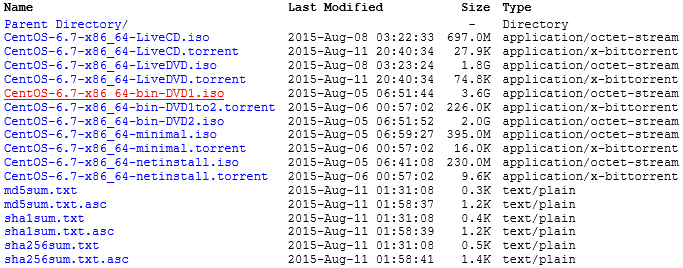 Name Last Modified Size Type
Parent Directory/ - Directory
CentOS-6.7-x86_64-LiveCD.iso 2015-Aug-08 03:22:33 697.0M application/octet-stream
CentOS-6.7-x86_64-LiveCD.torrent 2015-Aug-11 20:40:34 27.9K application/x-bittorrent
CentOS-6.7-x86_64-LiveDVD.iso 2015-Aug-08 03:23:24 1.8G application/octet-stream
CentOS-6.7-x86_64-LiveDVD.torrent 2015-Aug-11 20:40:34 74.8K application/x-bittorrent
CentOS-6.7-x86_64-bin-DVD1.iso 2015-Aug-05 06:51:44 3.6G application/octet-stream
CentOS-6.7-x86_64-bin-DVD1to2.torrent 2015-Aug-06 00:57:02 226.0K application/x-bittorrent
CentOS-6.7-x86_64-bin-DVD2.iso 2015-Aug-05 06:51:52 2.0G application/octet-stream
CentOS-6.7-x86_64-minimal.iso 2015-Aug-05 06:59:27 395.0M application/octet-stream
CentOS-6.7-x86_64-minimal.torrent 2015-Aug-06 00:57:02 16.0K application/x-bittorrent
CentOS-6.7-x86_64-netinstall.iso 2015-Aug-05 06:41:08 230.0M application/octet-stream
CentOS-6.7-x86_64-netinstall.torrent 2015-Aug-06 00:57:02 9.6K application/x-bittorrent
md5sum.txt 2015-Aug-11 01:31:08 0.3K text/plain
md5sum.txt.asc 2015-Aug-11 01:58:37 1.2K text/plain
sha1sum.txt 2015-Aug-11 01:31:08 0.4K text/plain
sha1sum.txt.asc 2015-Aug-11 01:58:39 1.2K text/plain
sha256sum.txt 2015-Aug-11 01:31:08 0.5K text/plain
sha256sum.txt.asc 2015-Aug-11 01:58:41 1.4K text/plain